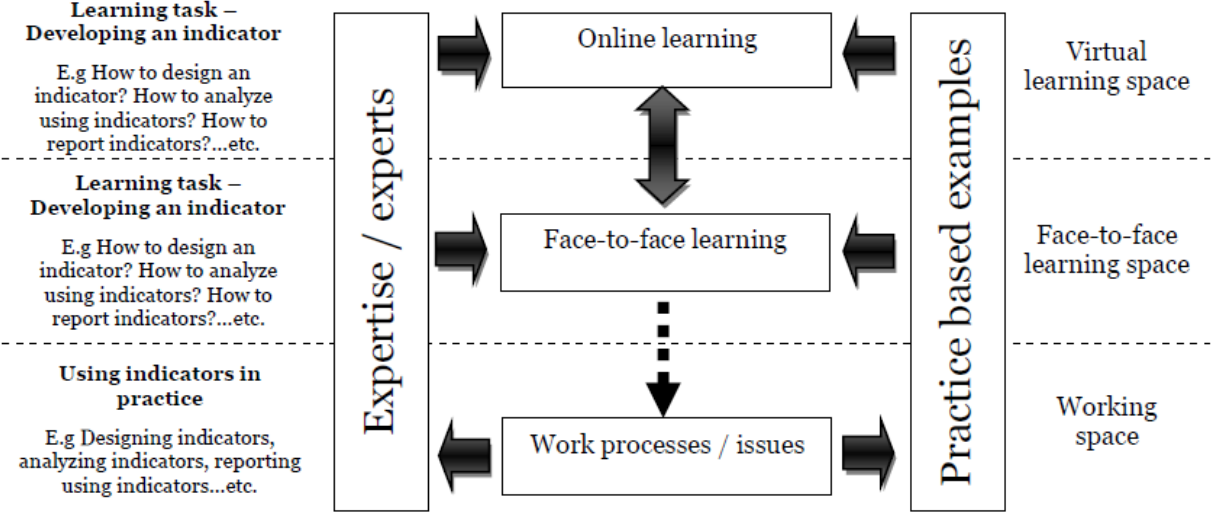 Learning task –
Developing an indicator
E.g How to design an
indicator? How to analyze
using indicators? How to
report indicators?...etc.
Learning task –
Developing an indicator
E.g How to design an
indicator? How to analyze
using indicators? How to
report indicators?...etc.
Using indicators in
practice
E.g Designing indicators,
analyzing indicators, reporting
using indicators...etc.
Expertise / experts
Online learning
Face-to-face learning
Work processes / issues
Practice based examples
Virtual
learning space
Face-to-face
learning space
Working
space